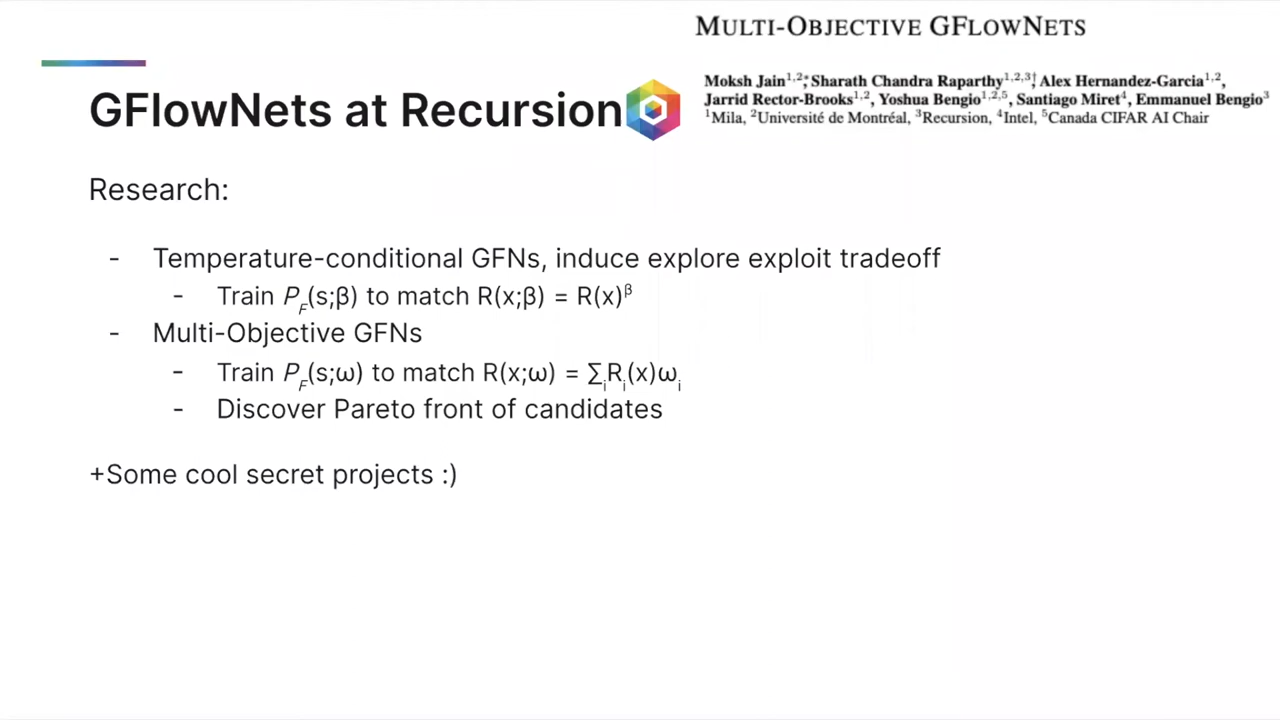 MULTI-OBJECTIVE GFLOWNETS
Moksh Jain¹,²*, Sharath Chandra Raparthy¹,²,³†, Alex Hernandez-Garcia¹,²,
Jarrid Rector-Brooks¹,², Yoshua Bengio¹,²,⁵, Santiago Miret⁴, Emmanuel Bengio³
¹Mila, ²Université de Montréal, ³Recursion, ⁴Intel, ⁵Canada CIFAR AI Chair
GFlowNets at Recursion
Research:
- Temperature-conditional GFNs, induce explore exploit tradeoff
- Train P_F(s;β) to match R(x;β) = R(x)^β
- Multi-Objective GFNs
- Train P_F(s;ω) to match R(x;ω) = ∑ᵢRᵢ(x)ωᵢ
- Discover Pareto front of candidates
+Some cool secret projects :)